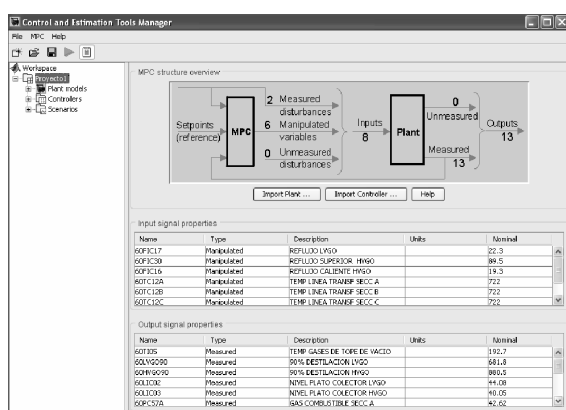 Control and Estimation Tools Manager
File MPC Help
Workspace
Proyecto1
Plant models
Controllers
Scenarios
MPC structure overview
Setpoints (reference)
MPC
2 Measured disturbances
6 Manipulated variables
0 Unmeasured disturbances
Inputs
8
Plant
0
Unmeasured
Measured
13
Outputs
13
Import Plant ... Import Controller ... Help
Input signal properties
Name Type Description Units Nominal
60FIC17 Manipulated REFLUJO LVGO 22.3
60FIC30 Manipulated REFLUJO SUPERIOR HVGO 89.5
60FIC16 Manipulated REFLUJO CALIENTE HVGO 19.3
60TC12A Manipulated TEMP LINEA TRANSF SECC A 722
60TC12B Manipulated TEMP LINEA TRANSF SECC B 722
60TC12C Manipulated TEMP LINEA TRANSF SECC C 722
Output signal properties
Name Type Description Units Nominal
60TI05 Measured TEMP GASES DE TOPE DE VACIO 192.7
60LVGO90 Measured 90% DESTILACION LVGO 681.8
60HVGO90 Measured 90% DESTILACION HVGO 880.5
60LIC02 Measured NIVEL PLATO COLECTOR LVGO 44.08
60LIC03 Measured NIVEL PLATO COLECTOR HVGO 40.05
60PC57A Measured GAS COMBUSTIBLE SECC A 42.62